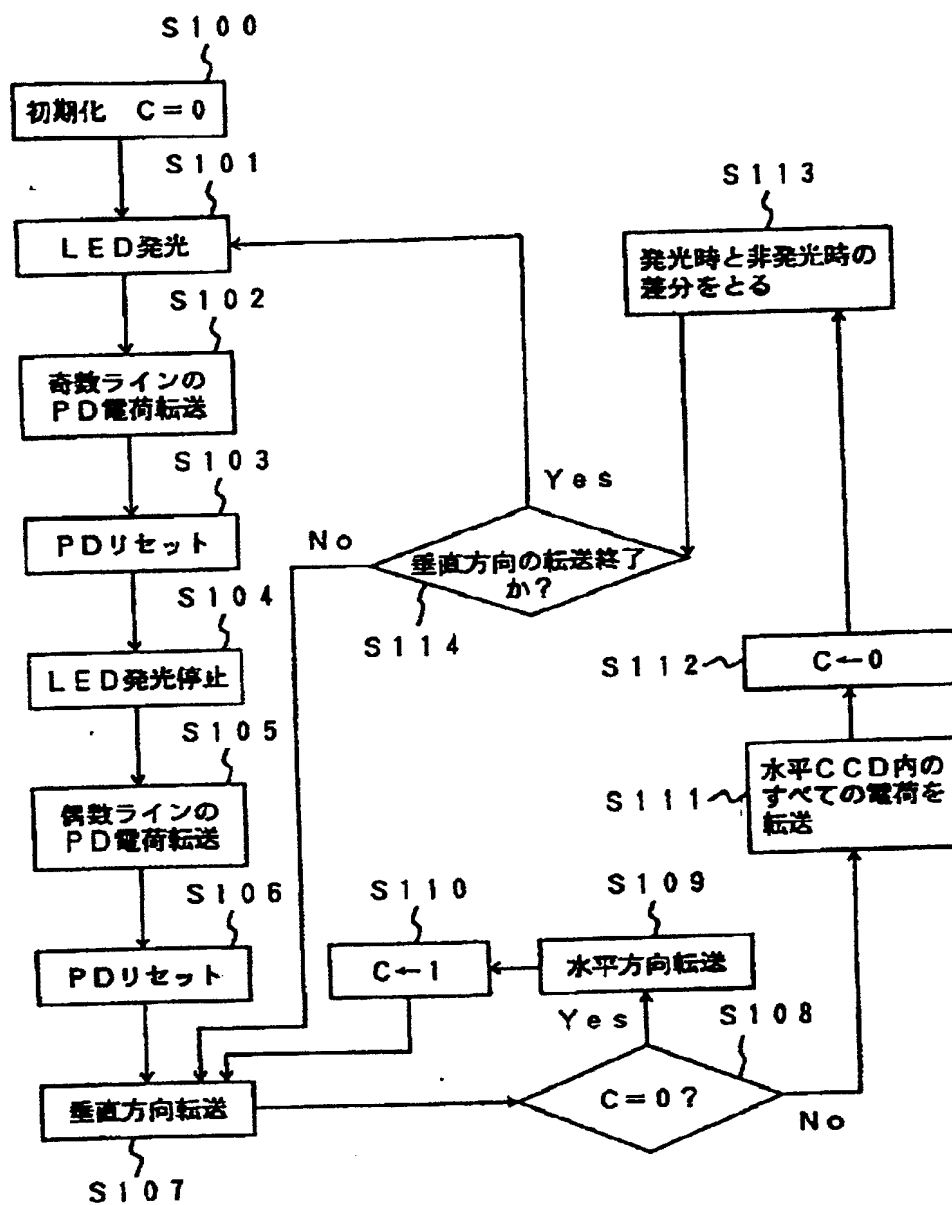 S100
初期化 C=0
S101
LED発光
S102
奇数ラインの
PD電荷転送
S103
PDリセット
S104
LED発光停止
S105
偶数ラインの
PD電荷転送
S106
PDリセット
垂直方向転送
S107
C=0?
S108
Yes
No
水平方向転送
S109
C←1
S110
水平CCD内の
すべての電荷を
転送
S111
C←0
S112
発光時と非発光時の
差分をとる
S113
垂直方向の転送終了
か?
S114
Yes
No